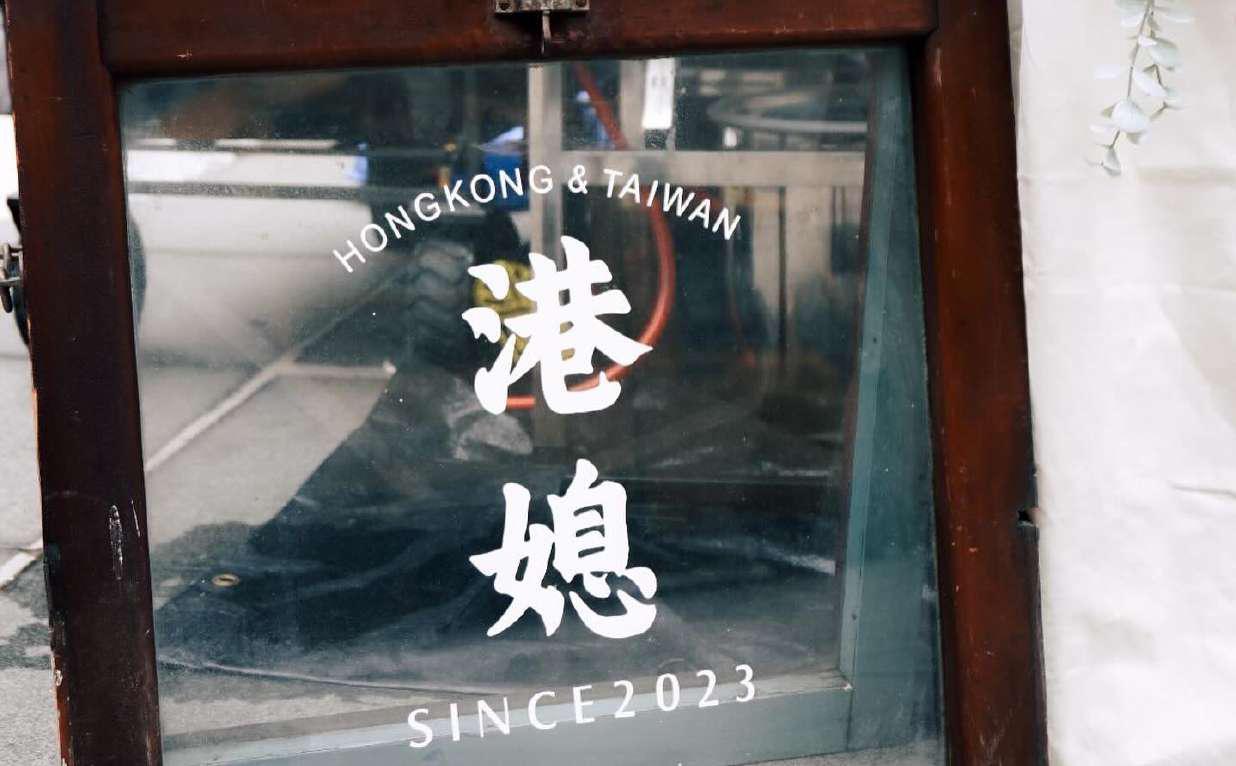 HONGKONG & TAIWAN
港
媳
SINCE2023